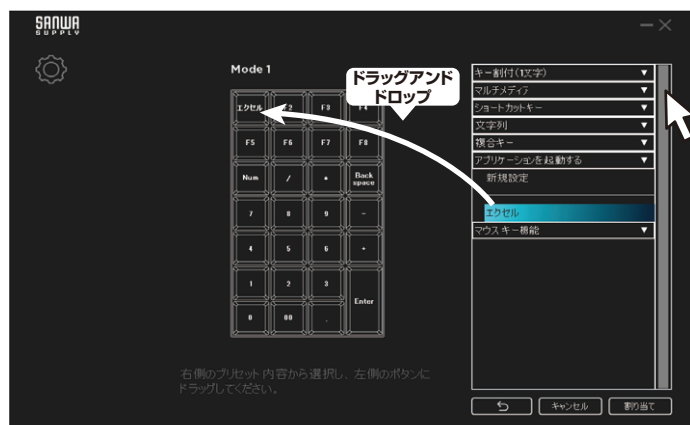 SANWA
SUPPLY
Mode 1
ドラッグアンド
ドロップ
エクセル F2 F3 F4
F5 F6 F7 F8
Num / * Back space
7 8 9 -
4 5 6 +
1 2 3
Enter
0 00 .
キー割付(1文字)
マルチメディア
ショートカットキー
文字列
複合キー
アプリケーションを起動する
新規設定
エクセル
マウスキー機能
右側のプリセット内容から選択し、左側のボタンに
ドラッグしてください。
キャンセル
割り当て